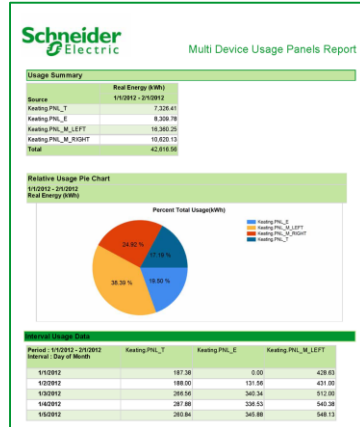 Schneider
Electric
Multi Device Usage Panels Report
Usage Summary
Real Energy (kWh)
Source 1/1/2012 - 2/1/2012
Keating.PNL_T 7,326.41
Keating.PNL_E 8,309.78
Keating.PNL_M_LEFT 16,360.25
Keating.PNL_M_RIGHT 10,620.13
Total 42,616.56
Relative Usage Pie Chart
1/1/2012 - 2/1/2012
Real Energy (kWh)
Percent Total Usage(kWh)
Keating.PNL_E
Keating.PNL_M_LEFT
Keating.PNL_M_RIGHT
Keating.PNL_T
24.92 %
17.19 %
38.39 %
19.50 %
Interval Usage Data
Period : 1/1/2012 - 2/1/2012 Keating.PNL_T Keating.PNL_E Keating.PNL_M_LEFT
Interval : Day of Month
1/1/2012 187.38 0.00 428.63
1/2/2012 188.00 131.56 431.00
1/3/2012 266.56 340.34 512.00
1/4/2012 287.88 336.53 540.38
1/5/2012 260.84 345.88 548.13